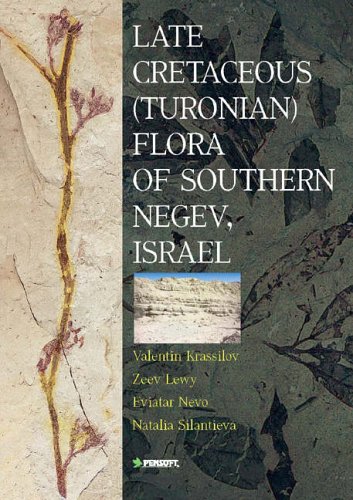 LATE
CRETACEOUS
(TURONIAN)
FLORA
OF SOUTHERN
NEGEV,
ISRAEL
Valentin Krassilov
Zeev Lewy
Eviatar Nevo
Natalia Silantieva
PENSOFT